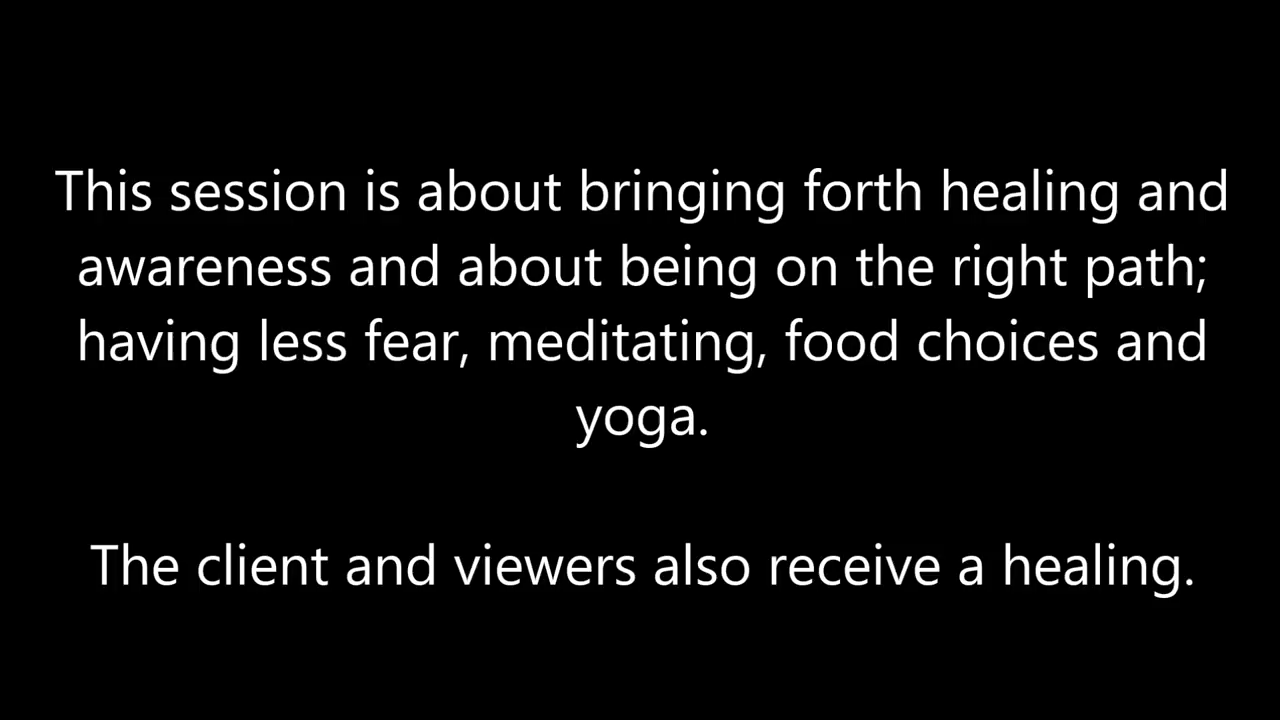 This session is about bringing forth healing and
awareness and about being on the right path;
having less fear, meditating, food choices and
yoga.
The client and viewers also receive a healing.